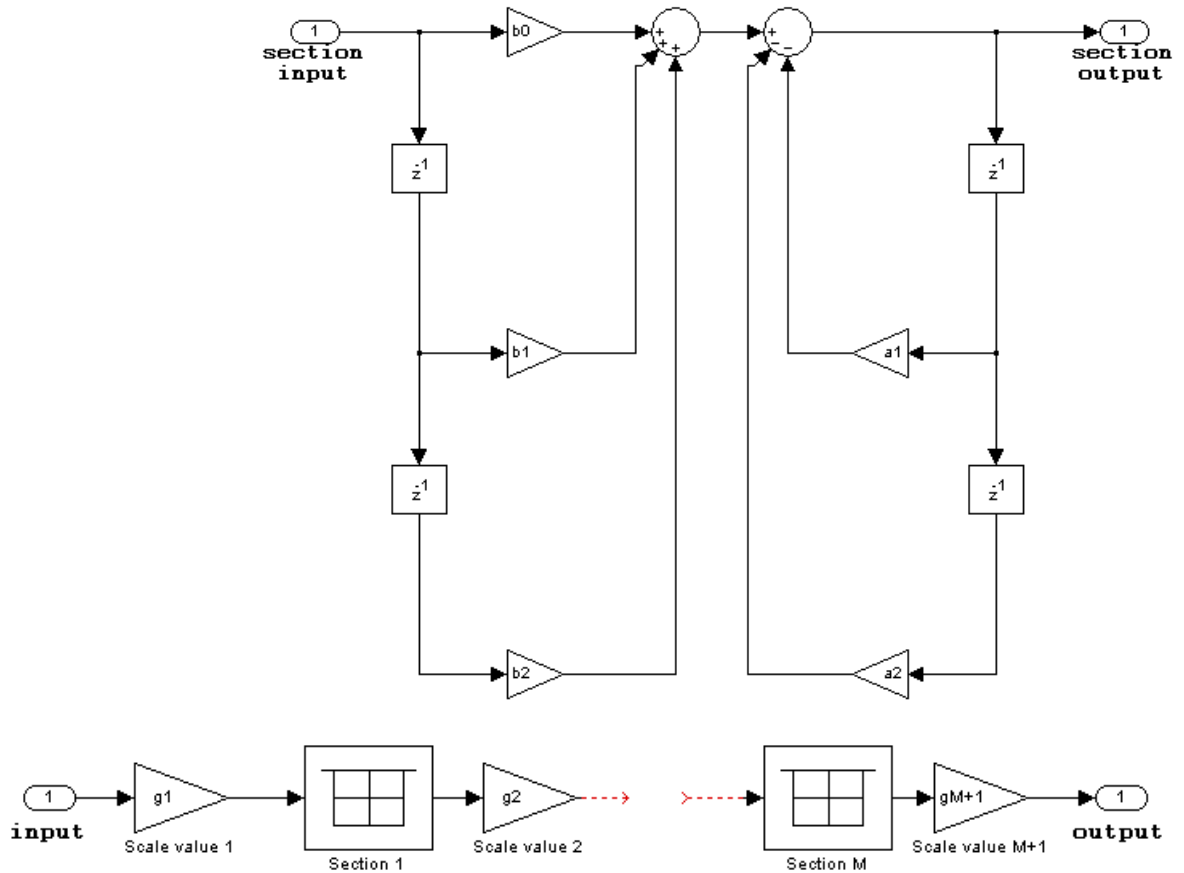 1
section
input
b0
+
+
+
+
−
−
1
section
output
z-1
z-1
b1
a1
z-1
z-1
b2
a2
1
input
g1
Scale value 1
Section 1
g2
Scale value 2
Section M
gM+1
Scale value M+1
1
output